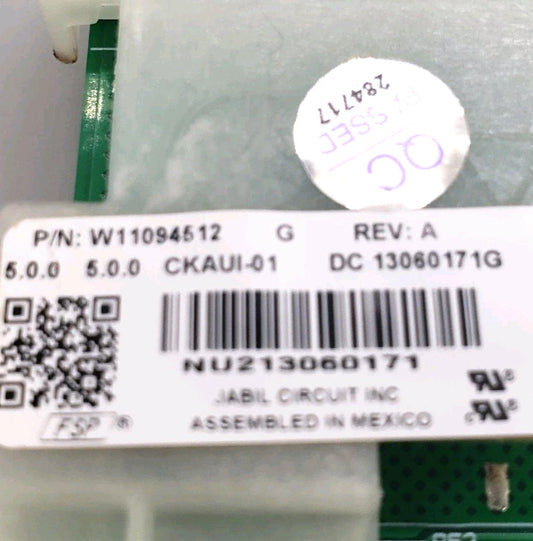 284717
PASSED
QC
P/N: W11094512 G REV: A
5.0.0 5.0.0 CKAUI-01 DC 13060171G
NU213060171
JABIL CIRCUIT INC
ASSEMBLED IN MEXICO
FSP ®